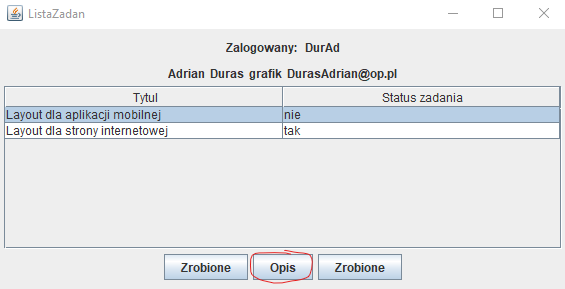 ListaZadan
Zalogowany: DurAd
Adrian Duras grafik DurasAdrian@op.pl
Tytul Status zadania
Layout dla aplikacji mobilnej nie
Layout dla strony internetowej tak
Zrobione Opis Zrobione